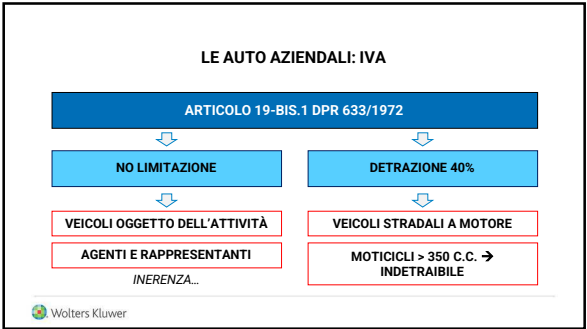 LE AUTO AZIENDALI: IVA
ARTICOLO 19-BIS.1 DPR 633/1972
NO LIMITAZIONE
DETRAZIONE 40%
VEICOLI OGGETTO DELL'ATTIVITÀ
VEICOLI STRADALI A MOTORE
AGENTI E RAPPRESENTANTI
MOTICICLI > 350 C.C. →
INDETRAIBILE
INERENZA…
Wolters Kluwer